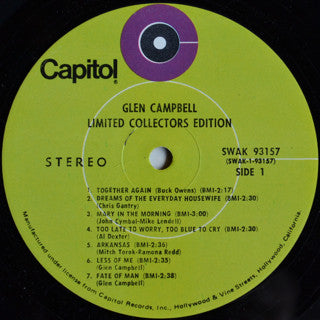 Capitol®
GLEN CAMPBELL
LIMITED COLLECTORS EDITION
STEREO
SWAK 93157
(SWAK-1-93157)
SIDE 1
1. TOGETHER AGAIN (Buck Owens) (BMI-2:17)
2. DREAMS OF THE EVERYDAY HOUSEWIFE (BMI-2:30)
(Chris Gantry)
3. MARY IN THE MORNING (BMI-3:00)
(John Cymbal-Mike Lendell)
4. TOO LATE TO WORRY, TOO BLUE TO CRY (BMI-2:30)
(Al Dexter)
5. ARKANSAS (BMI-2:36)
(Mitch Torok-Ramona Redd)
6. LESS OF ME (BMI-2:35)
(Glen Campbell)
7. FATE OF MAN (BMI-2:38)
(Glen Campbell)
Manufactured under license from Capitol Records, Inc., Hollywood & Vine Streets, Hollywood, California.